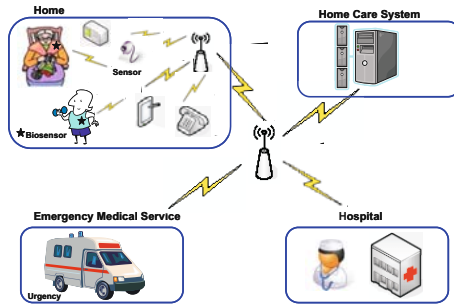 Home
Home Care System
Sensor
Biosensor
Emergency Medical Service
Hospital
Urgency